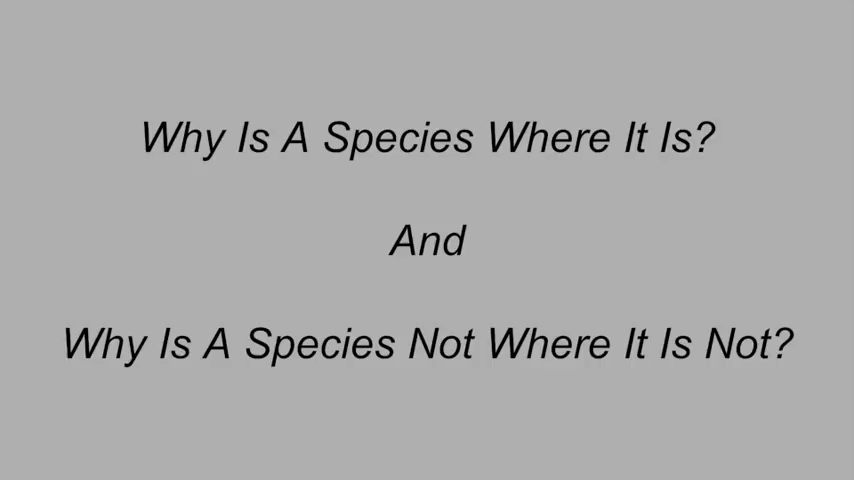 Why Is A Species Where It Is?
And
Why Is A Species Not Where It Is Not?